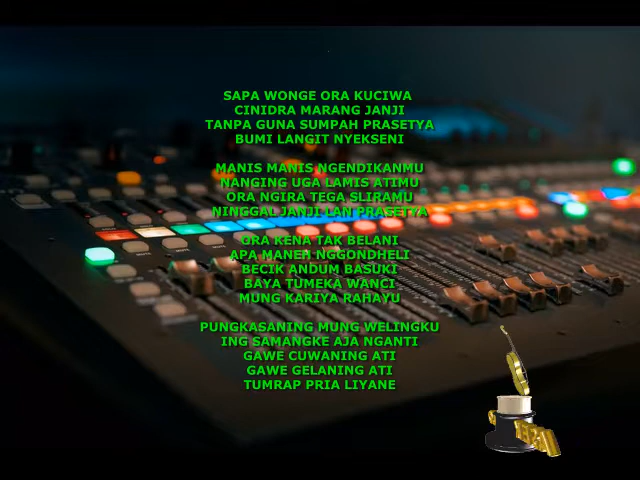 SAPA WONGE ORA KUCIWA
CINIDRA MARANG JANJI
TANPA GUNA SUMPAH PRASETYA
BUMI LANGIT NYEKSENI
MANIS MANIS NGENDIKANMU
NANGING UGA LAMIS ATIMU
ORA NGIRA TEGA SLIRAMU
NINGGAL JANJI LAN PRASETYA
ORA KENA TAK BELANI
APA MANEH NGGONDHELI
BECIK ANDUM BASUKI
BAYA TUMEKA WANCI
MUNG KARIYA RAHAYU
PUNGKASANING MUNG WELINGKU
ING SAMANGKE AJA NGANTI
GAWE CUWANING ATI
GAWE GELANING ATI
TUMRAP PRIA LIYANE